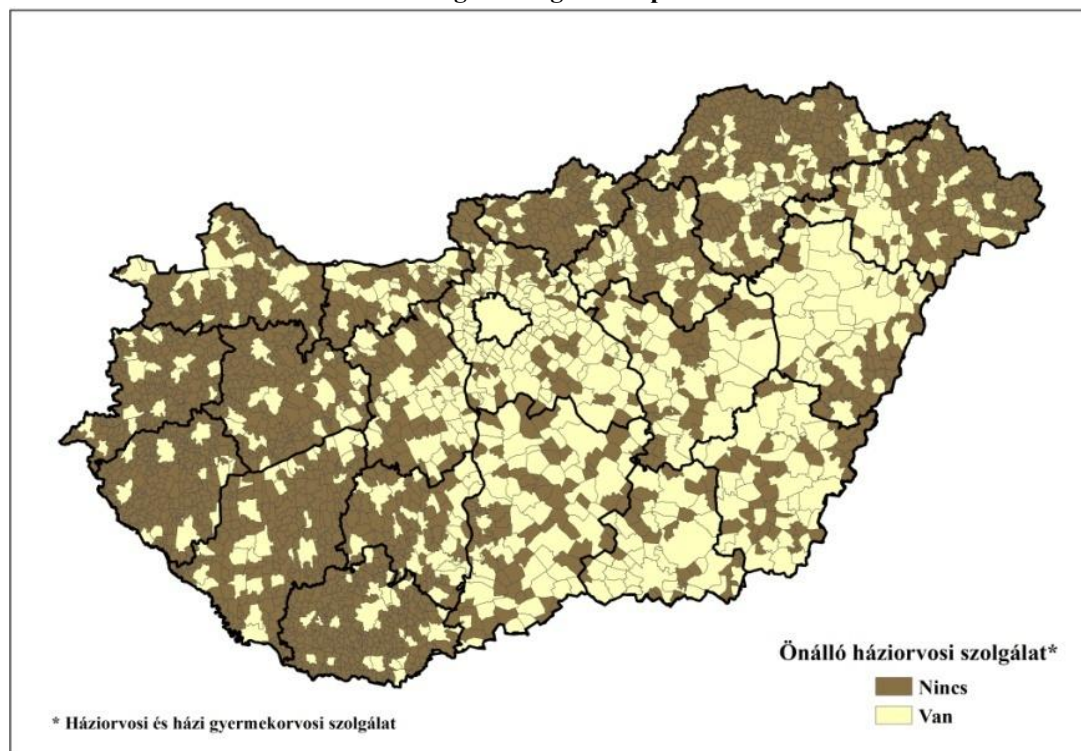 Önálló háziorvosi szolgálat*
Nincs
Van
* Háziorvosi és házi gyermekorvosi szolgálat